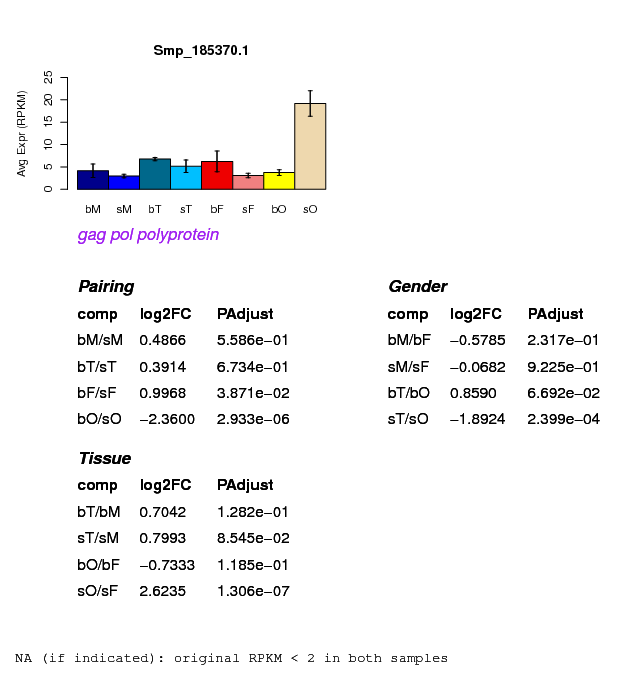 Smp_185370.1
Avg Expr (RPKM)
25
20
15
10
5
0
bM sM bT sT bF sF bO sO
gag pol polyprotein
Pairing
comp log2FC PAdjust
bM/sM 0.4866 5.586e−01
bT/sT 0.3914 6.734e−01
bF/sF 0.9968 3.871e−02
bO/sO −2.3600 2.933e−06
Gender
comp log2FC PAdjust
bM/bF −0.5785 2.317e−01
sM/sF −0.0682 9.225e−01
bT/bO 0.8590 6.692e−02
sT/sO −1.8924 2.399e−04
Tissue
comp log2FC PAdjust
bT/bM 0.7042 1.282e−01
sT/sM 0.7993 8.545e−02
bO/bF −0.7333 1.185e−01
sO/sF 2.6235 1.306e−07
NA (if indicated): original RPKM < 2 in both samples